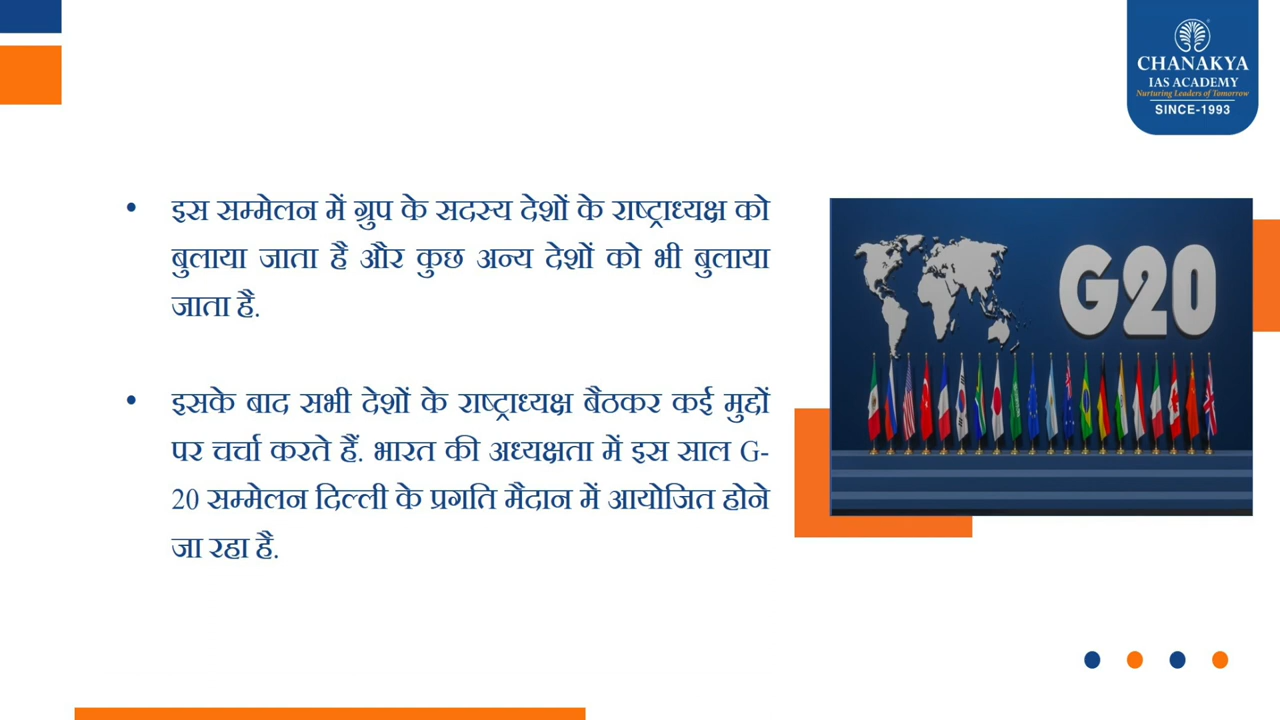 CHANAKYA
IAS ACADEMY
Nurturing Leaders of Tomorrow
SINCE-1993
• इस सम्मेलन में ग्रुप के सदस्य देशों के राष्ट्राध्यक्ष को
बुलाया जाता है और कुछ अन्य देशों को भी बुलाया
जाता है.
• इसके बाद सभी देशों के राष्ट्राध्यक्ष बैठकर कई मुद्दों
पर चर्चा करते हैं. भारत की अध्यक्षता में इस साल G-
20 सम्मेलन दिल्ली के प्रगति मैदान में आयोजित होने
जा रहा है.
G20